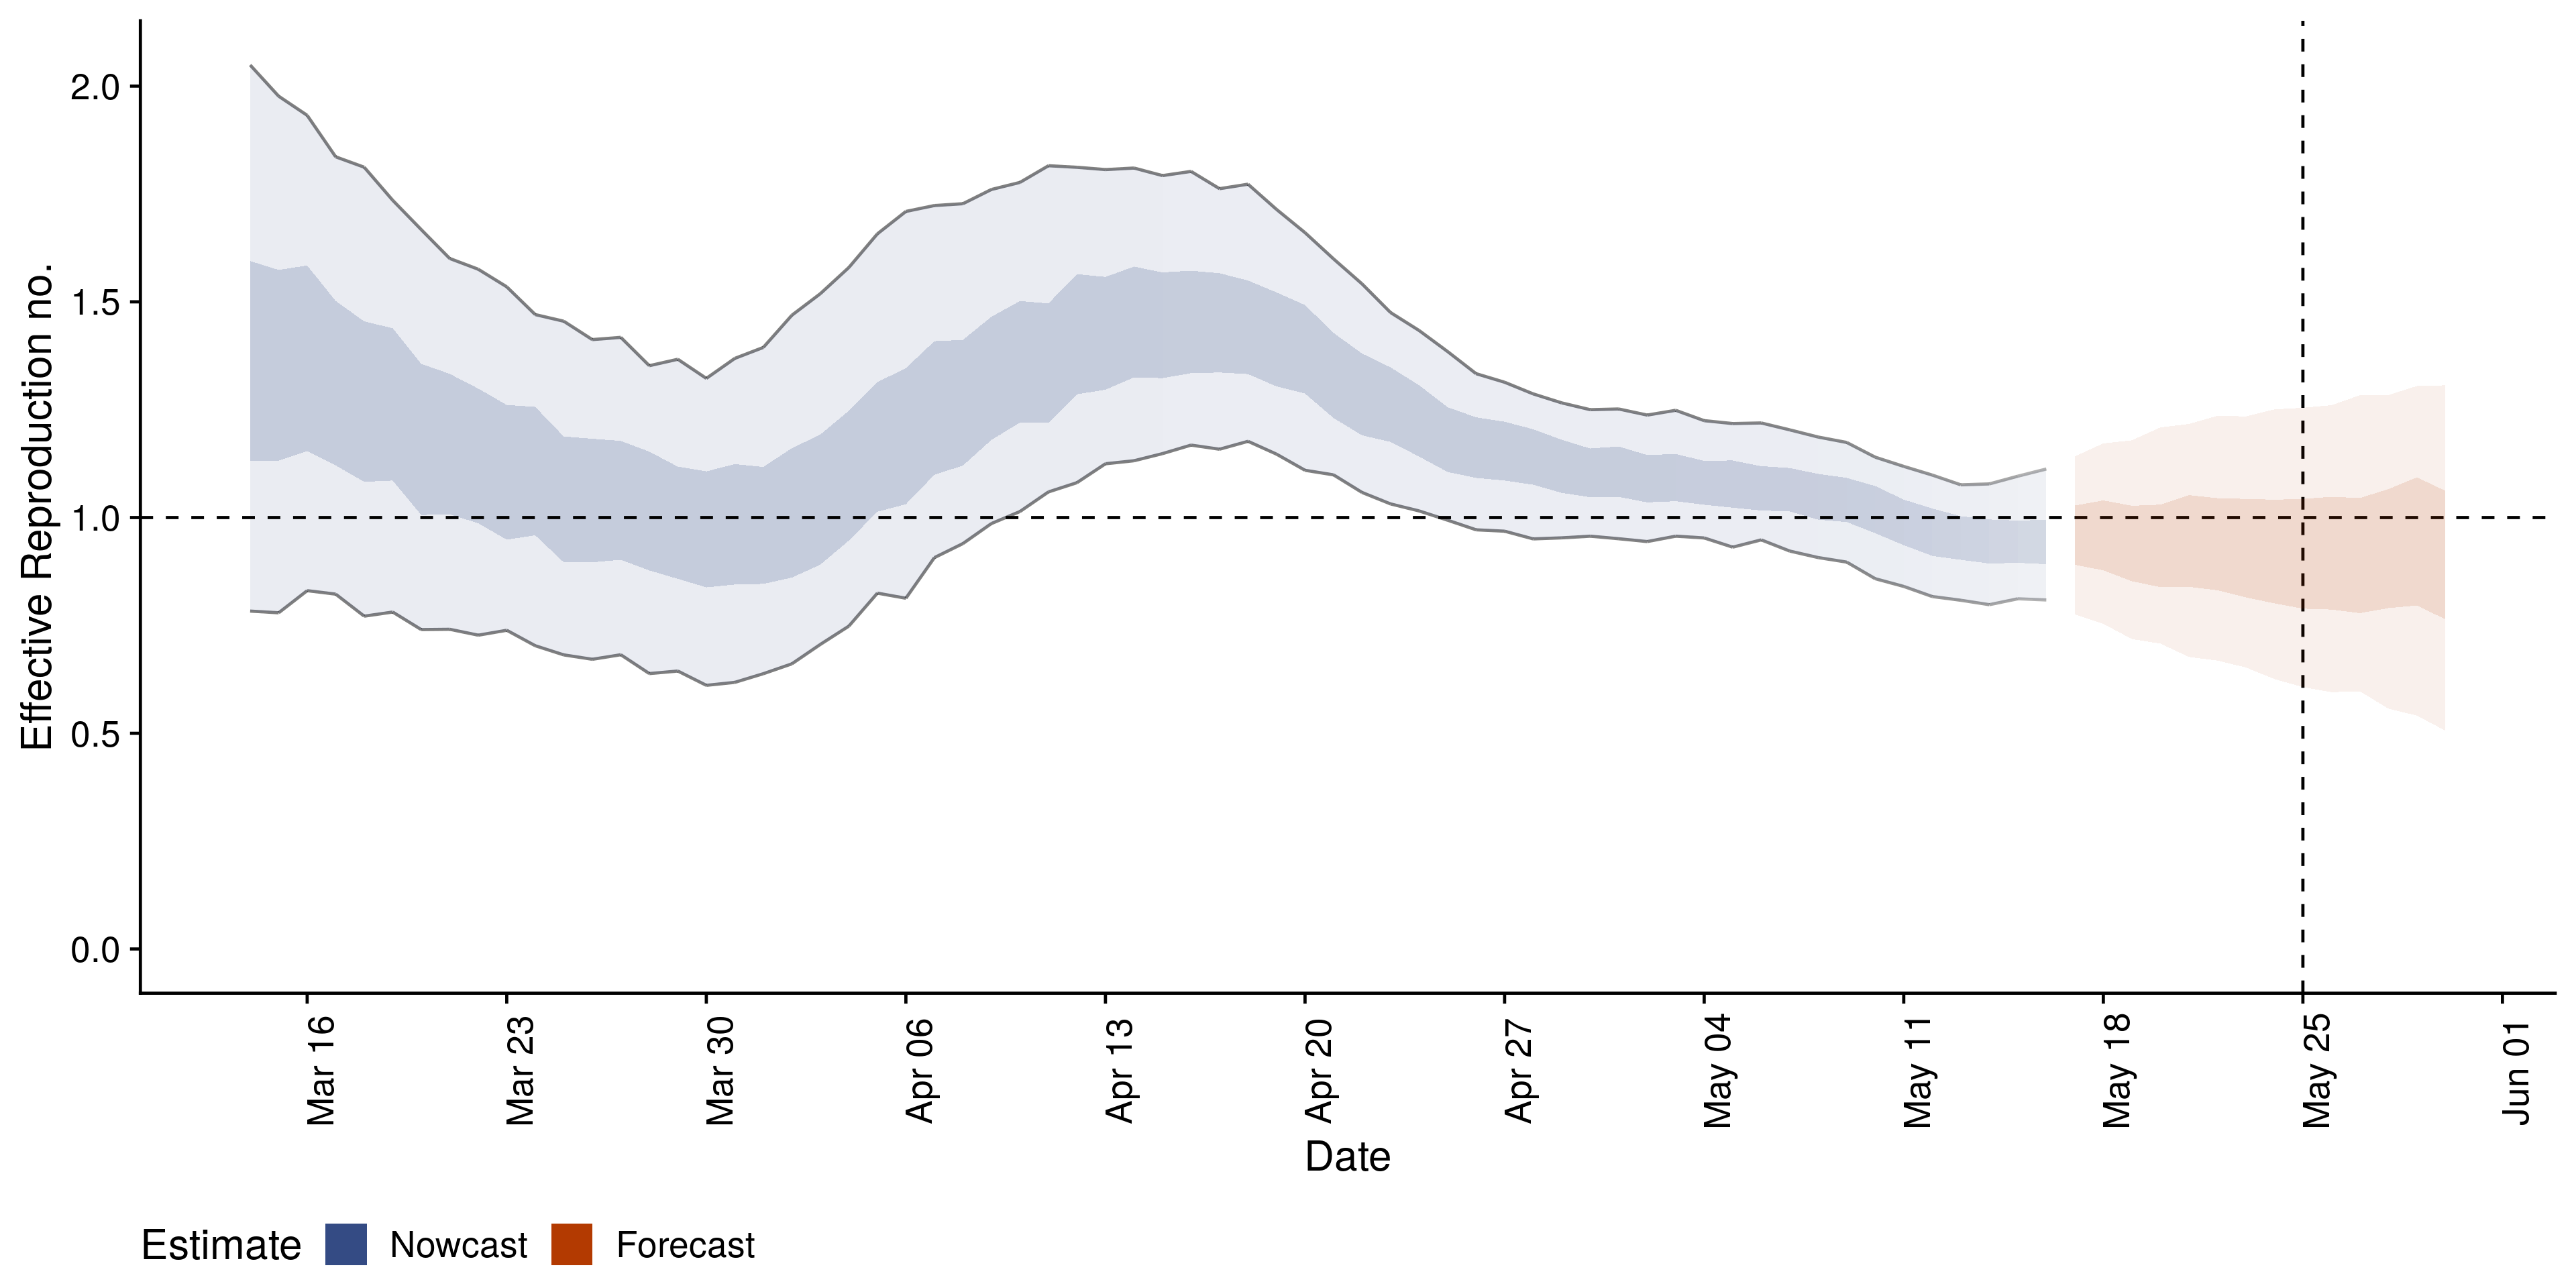 Effective Reproduction no.
2.0
1.5
1.0
0.5
0.0
Mar 16
Mar 23
Mar 30
Apr 06
Apr 13
Apr 20
Apr 27
May 04
May 11
May 18
May 25
Jun 01
Date
Estimate Nowcast Forecast